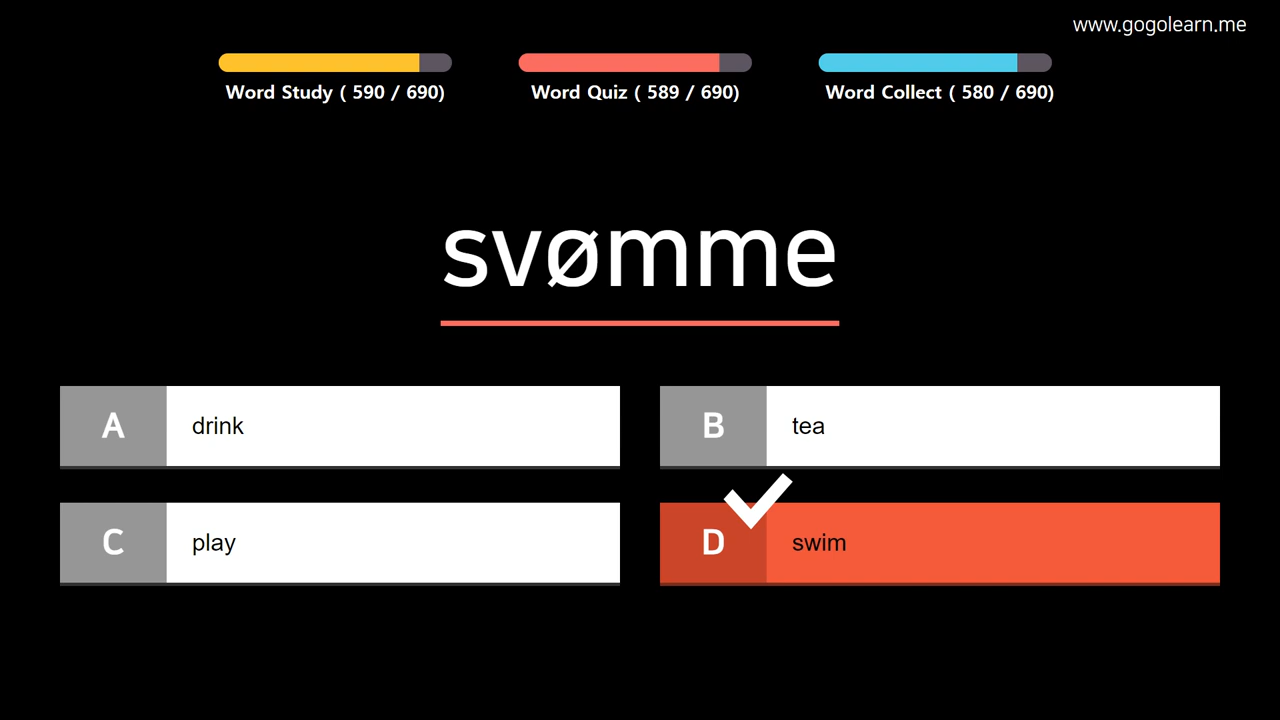 www.gogolearn.me
Word Study ( 590 / 690)
Word Quiz ( 589 / 690)
Word Collect ( 580 / 690)
svømme
A drink
B tea
C play
D swim